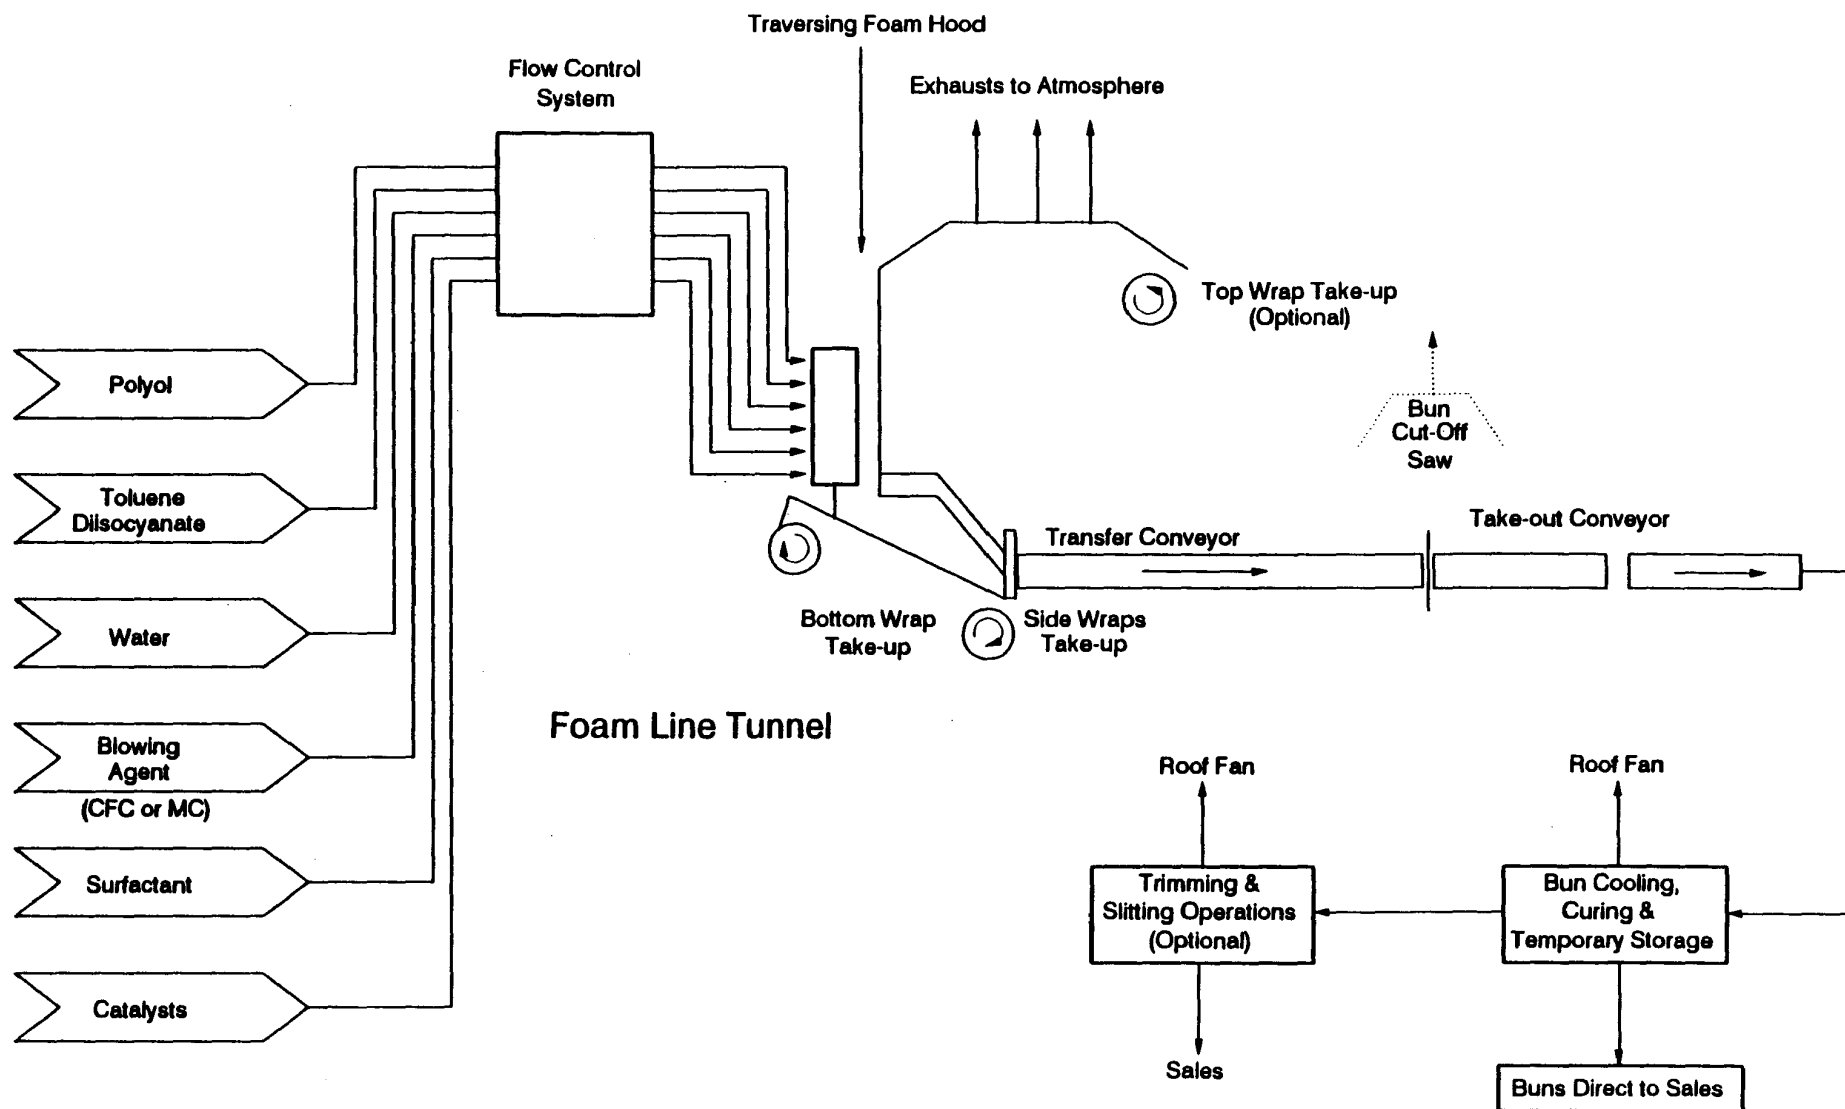 Traversing Foam Hood
Flow Control
System
Exhausts to Atmosphere
Top Wrap Take-up
(Optional)
Polyol
Bun
Cut-Off
Saw
Toluene
Diisocyanate
Take-out Conveyor
Transfer Conveyor
Water
Bottom Wrap
Take-up
Side Wraps
Take-up
Foam Line Tunnel
Blowing
Agent
(CFC or MC)
Roof Fan
Roof Fan
Surfactant
Trimming &
Slitting Operations
(Optional)
Bun Cooling,
Curing &
Temporary Storage
Catalysts
Sales
Buns Direct to Sales